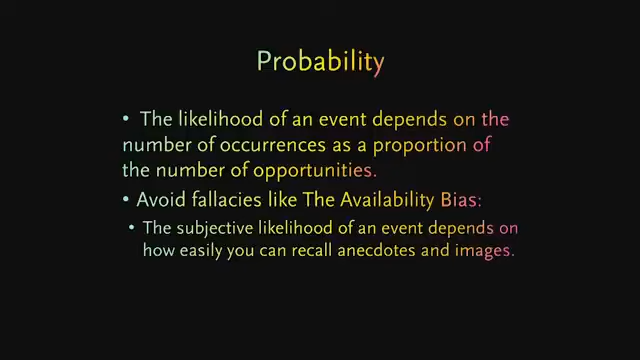 Probability
• The likelihood of an event depends on the
number of occurrences as a proportion of
the number of opportunities.
• Avoid fallacies like The Availability Bias:
• The subjective likelihood of an event depends on
how easily you can recall anecdotes and images.